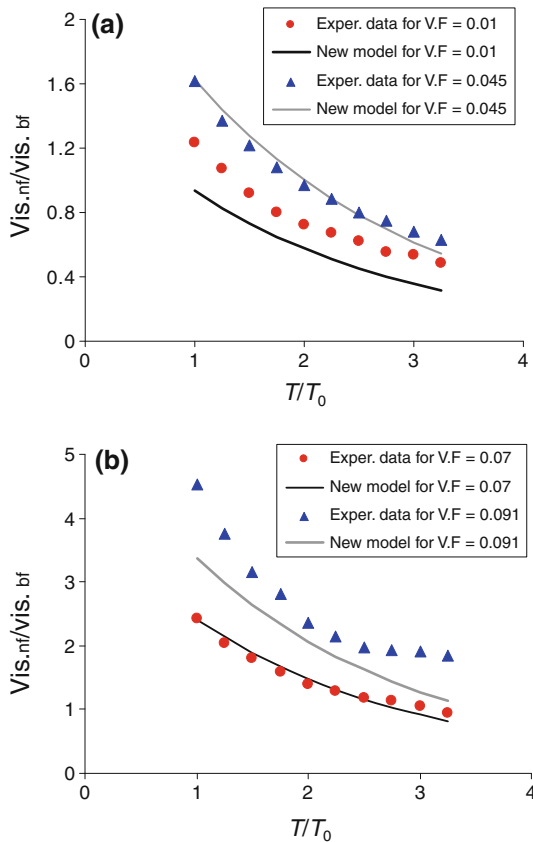 (a)
Exper. data for V.F = 0.01
New model for V.F = 0.01
Exper. data for V.F = 0.045
New model for V.F = 0.045
Vis.nf/vis. bf
2
1.6
1.2
0.8
0.4
0
0 1 2 3 4
T/T0
(b)
Exper. data for V.F = 0.07
New model for V.F = 0.07
Exper. data for V.F = 0.091
New model for V.F = 0.091
Vis.nf/vis. bf
5
4
3
2
1
0
0 1 2 3 4
T/T0